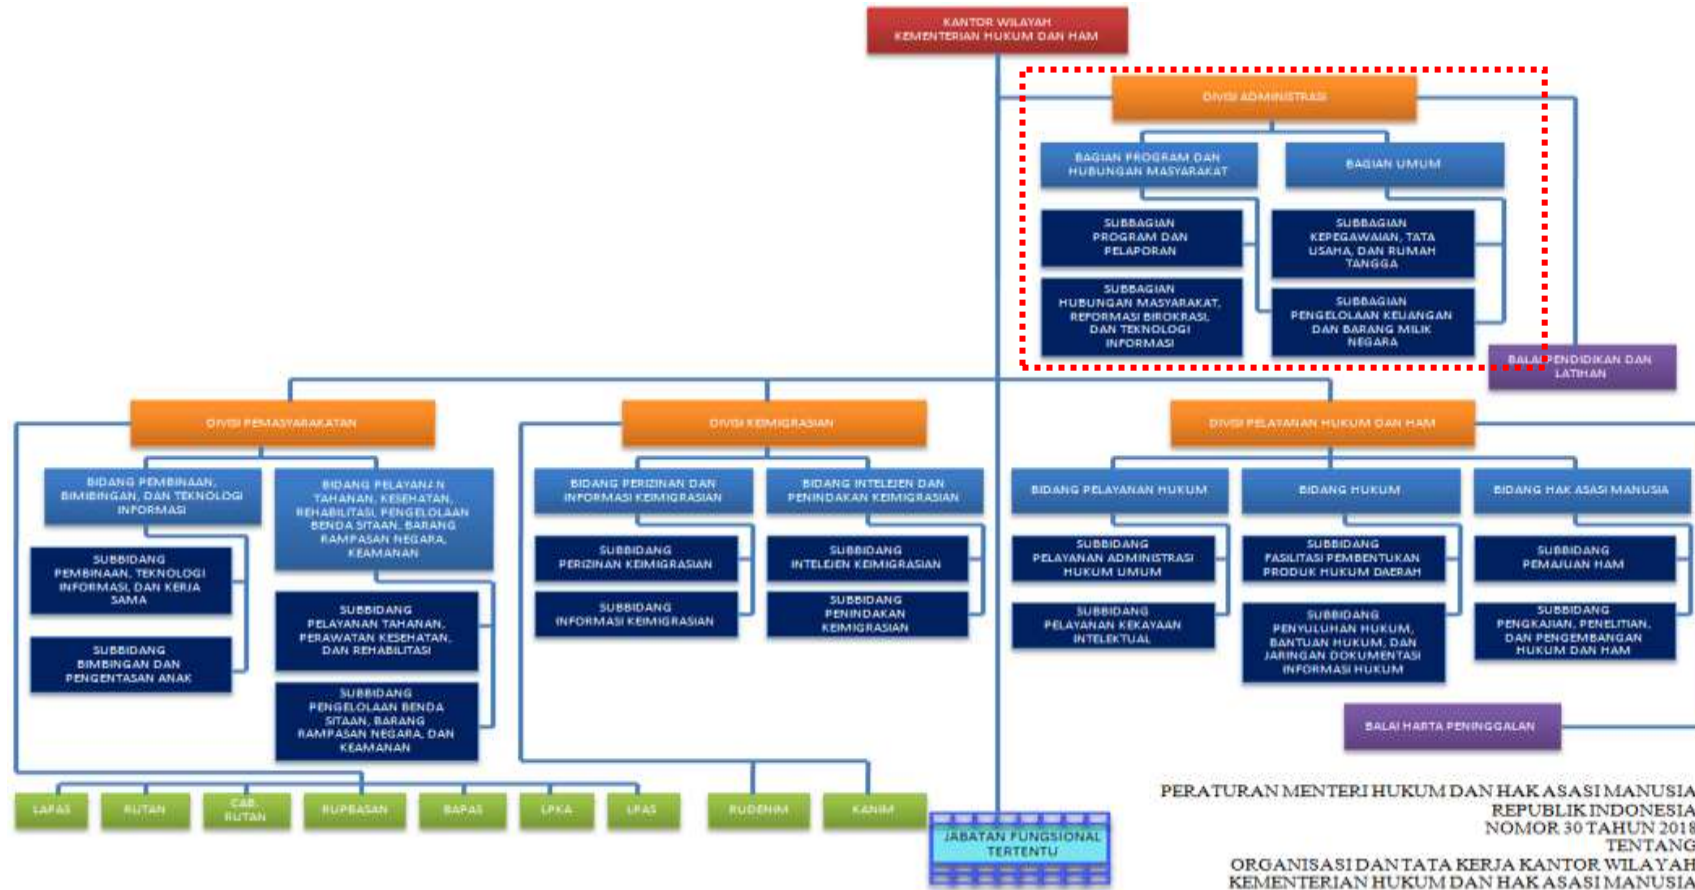 KANTOR WILAYAH
KEMENTERIAN HUKUM DAN HAM
DIVISI ADMINISTRASI
BAGIAN PROGRAM DAN
HUBUNGAN MASYARAKAT
BAGIAN UMUM
SUBBAGIAN
PROGRAM DAN
PELAPORAN
SUBBAGIAN
KEPEGAWAIAN, TATA
USAHA, DAN RUMAH
TANGGA
SUBBAGIAN
HUBUNGAN MASYARAKAT,
REFORMASI BIROKRASI,
DAN TEKNOLOGI
INFORMASI
SUBBAGIAN
PENGELOLAAN KEUANGAN
DAN BARANG MILIK
NEGARA
BALAI PENDIDIKAN DAN
LATIHAN
DIVISI PEMASYARAKATAN
DIVISI KEIMIGRASIAN
DIVISI PELAYANAN HUKUM DAN HAM
BIDANG PEMBINAAN,
BIMIBINGAN, DAN TEKNOLOGI
INFORMASI
BIDANG PELAYANAN
TAHANAN, KESEHATAN,
REHABILITASI, PENGELOLAAN
BENDA SITAAN, BARANG
RAMPASAN NEGARA,
KEAMANAN
BIDANG PERIZINAN DAN
INFORMASI KEIMIGRASIAN
BIDANG INTELEJEN DAN
PENINDAKAN KEIMIGRASIAN
BIDANG PELAYANAN HUKUM
BIDANG HUKUM
BIDANG HAK ASASI MANUSIA
SUBBIDANG
PEMBINAAN, TEKNOLOGI
INFORMASI, DAN KERJA
SAMA
SUBBIDANG
PELAYANAN TAHANAN,
PERAWATAN KESEHATAN,
DAN REHABILITASI
SUBBIDANG
PERIZINAN KEIMIGRASIAN
SUBBIDANG
INTELEJEN KEIMIGRASIAN
SUBBIDANG
PELAYANAN ADMINISTRASI
HUKUM UMUM
SUBBIDANG
FASILITASI PEMBENTUKAN
PRODUK HUKUM DAERAH
SUBBIDANG
PEMAJUAN HAM
SUBBIDANG
BIMBINGAN DAN
PENGENTASAN ANAK
SUBBIDANG
PENGELOLAAN BENDA
SITAAN, BARANG
RAMPASAN NEGARA, DAN
KEAMANAN
SUBBIDANG
INFORMASI KEIMIGRASIAN
SUBBIDANG
PENINDAKAN
KEIMIGRASIAN
SUBBIDANG
PELAYANAN KEKAYAAN
INTELEKTUAL
SUBBIDANG
PENYULUHAN HUKUM,
BANTUAN HUKUM, DAN
JARINGAN DOKUMENTASI
INFORMASI HUKUM
SUBBIDANG
PENGKAJIAN, PENELITIAN,
DAN PENGEMBANGAN
HUKUM DAN HAM
BALAI HARTA PENINGGALAN
LAPAS
RUTAN
CAB.
RUTAN
RUPBASAN
BAPAS
LPKA
LPAS
RUDENIM
KANIM
JABATAN FUNGSIONAL
TERTENTU
PERATURAN MENTERI HUKUM DAN HAK ASASI MANUSIA
REPUBLIK INDONESIA
NOMOR 30 TAHUN 2018
TENTANG
ORGANISASI DAN TATA KERJA KANTOR WILAYAH
KEMENTERIAN HUKUM DAN HAK ASASI MANUSIA